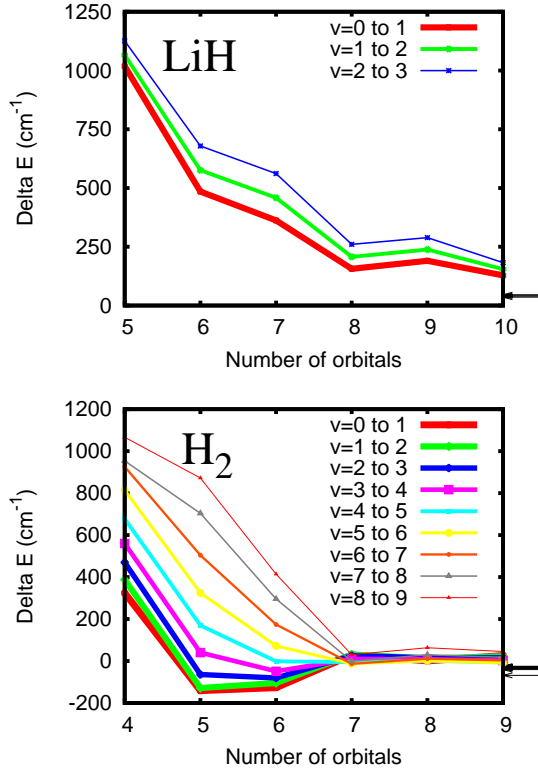 LiH
v=0 to 1
v=1 to 2
v=2 to 3
1250
1000
750
500
250
0
Delta E (cm-1)
5 6 7 8 9 10
Number of orbitals
H2
v=0 to 1
v=1 to 2
v=2 to 3
v=3 to 4
v=4 to 5
v=5 to 6
v=6 to 7
v=7 to 8
v=8 to 9
1200
1000
800
600
400
200
0
-200
Delta E (cm-1)
4 5 6 7 8 9
Number of orbitals